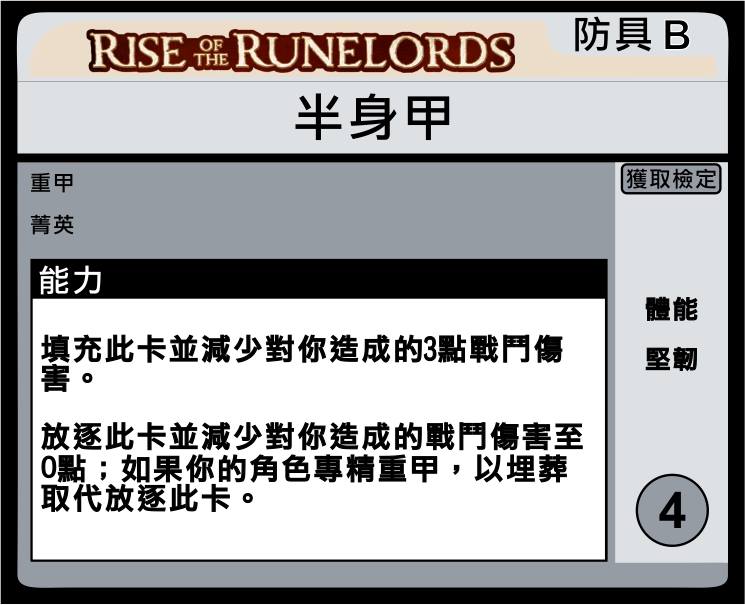 RISE OF THE RUNELORDS
防具 B
半身甲
重甲
菁英
獲取檢定
能力
填充此卡並減少對你造成的3點戰鬥傷
害。
放逐此卡並減少對你造成的戰鬥傷害至
0點；如果你的角色專精重甲，以埋葬
取代放逐此卡。
體能
堅韌
4